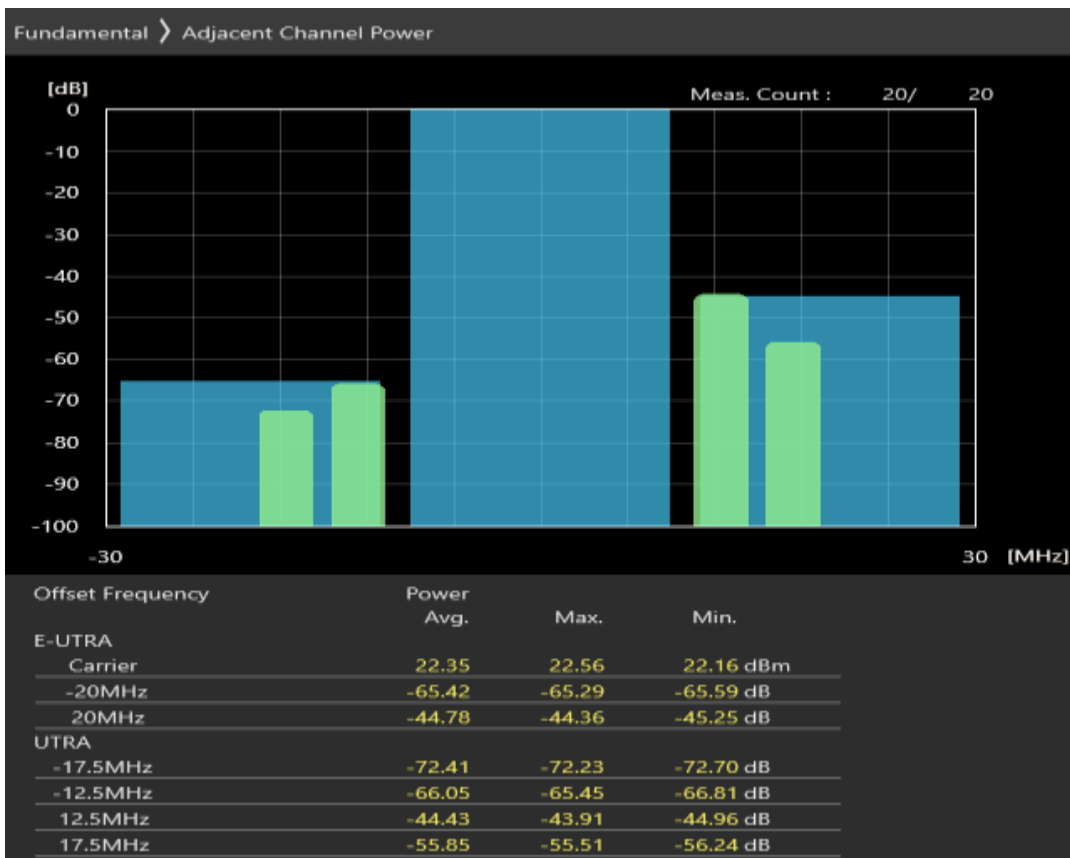 Fundamental ❯ Adjacent Channel Power
[dB]
Meas. Count : 20/ 20
0
-10
-20
-30
-40
-50
-60
-70
-80
-90
-100
-30 30 [MHz]
Offset Frequency Power
Avg. Max. Min.
E-UTRA
Carrier 22.35 22.56 22.16 dBm
-20MHz -65.42 -65.29 -65.59 dB
20MHz -44.78 -44.36 -45.25 dB
UTRA
-17.5MHz -72.41 -72.23 -72.70 dB
-12.5MHz -66.05 -65.45 -66.81 dB
12.5MHz -44.43 -43.91 -44.96 dB
17.5MHz -55.85 -55.51 -56.24 dB